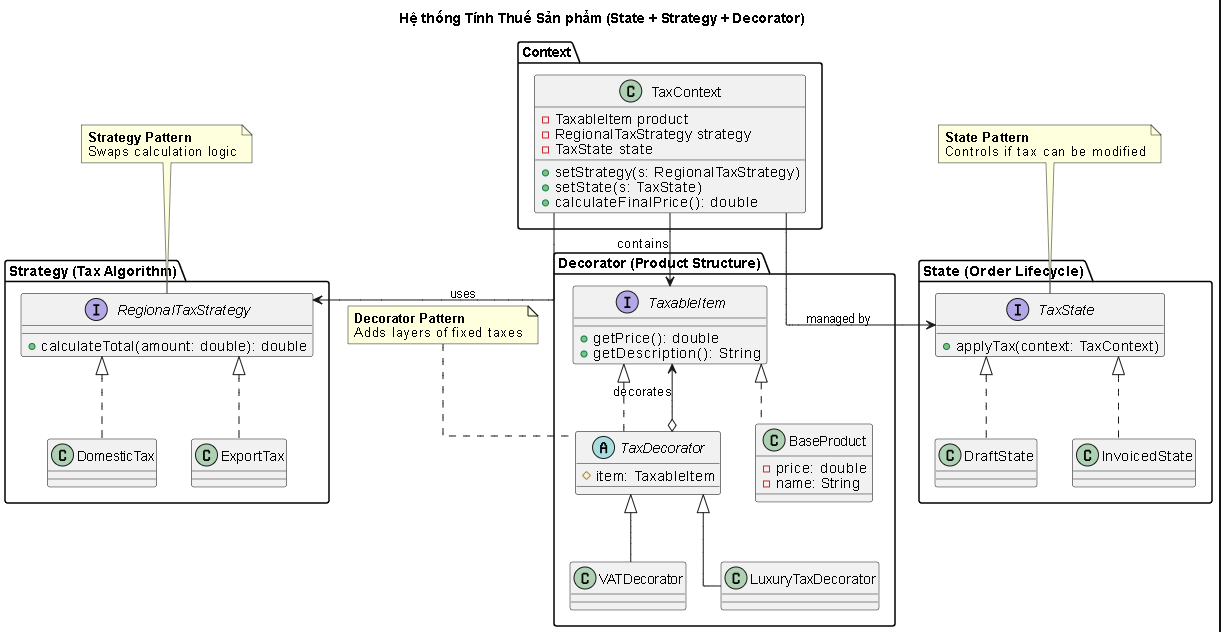 Hệ thống Tính Thuế Sản phẩm (State + Strategy + Decorator)
Context
C TaxContext
TaxableItem product
RegionalTaxStrategy strategy
TaxState state
setStrategy(s: RegionalTaxStrategy)
setState(s: TaxState)
calculateFinalPrice(): double
Strategy Pattern
Swaps calculation logic
State Pattern
Controls if tax can be modified
contains
uses
managed by
Strategy (Tax Algorithm)
I RegionalTaxStrategy
calculateTotal(amount: double): double
C DomesticTax
C ExportTax
Decorator Pattern
Adds layers of fixed taxes
Decorator (Product Structure)
I TaxableItem
getPrice(): double
getDescription(): String
decorates
A TaxDecorator
item: TaxableItem
C BaseProduct
price: double
name: String
C VATDecorator
C LuxuryTaxDecorator
State (Order Lifecycle)
I TaxState
applyTax(context: TaxContext)
C DraftState
C InvoicedState